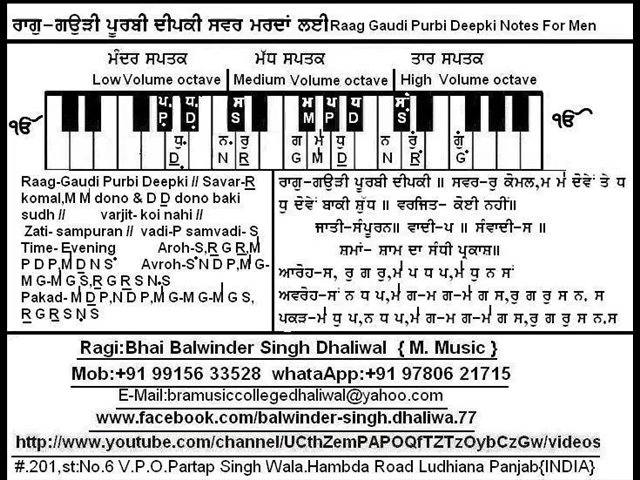 ਰਾਗੁ-ਗਉੜੀ ਪੂਰਬੀ ਦੀਪਕੀ ਸਵਰ ਮਰਦਾਂ ਲਈ Raag Gaudi Purbi Deepki Notes For Men
ਮੰਦਰ ਸਪਤਕ ਮੱਧ ਸਪਤਕ ਤਾਰ ਸਪਤਕ
Low Volume octave Medium Volume octave High Volume octave
ਪ਼ ਧ਼ ਸ ਮ ਪ ਧ ਸਂ
P̣ Ḍ S M P D Ṡ
ੴ ੴ
ਧੁ਼ ਨ਼ ਰੁ ਗ ਮਂ ਧੁ ਨ ਰੁਂ ਗੁਂ
Ḍ̲ Ṇ R̲ G Ṁ D̲ N Ṙ̲ Ġ
Raag-Gaudi Purbi Deepki // Savar-R̲
komal,M Ṁ dono & D D̲ dono baki
sudh // varjit- koi nahi //
Zati- sampuran // vadi-P samvadi- S
Time- Evening Aroh-S,R̲ G R̲,Ṁ
P D P,Ṁ D N Ṡ Avroh-Ṡ N D P,Ṁ G-
M G-Ṁ G S,R̲ G R̲ S Ṇ S
Pakad- Ṁ D̲ P,N D P,Ṁ G-M G-Ṁ G S,
R̲ G R̲ S Ṇ S
ਰਾਗੁ-ਗਉੜੀ ਪੂਰਬੀ ਦੀਪਕੀ ॥ ਸਵਰ-ਰੁ ਕੋਮਲ,ਮ ਮਂ ਦੋਵੇਂ ਤੇ ਧ
ਧੁ ਦੋਵੇਂ ਬਾਕੀ ਸ਼ੁੱਧ ॥ ਵਰਜਿਤ- ਕੋਈ ਨਹੀਂ॥
ਜਾਤੀ-ਸੰਪੂਰਨ॥ ਵਾਦੀ-ਪ ॥ ਸੰਵਾਦੀ-ਸ ॥
ਸ਼ਮਾਂ- ਸ਼ਾਮ ਦਾ ਸੰਧੀ ਪ੍ਰਕਾਸ਼॥
ਆਰੋਹ-ਸ, ਰੁ ਗ ਰੁ,ਮਂ ਪ ਧ ਪ,ਮਂ ਧੁ ਨ ਸਂ
ਅਵਰੋਹ-ਸਂ ਨ ਧ ਪ,ਮਂ ਗ-ਮ ਗ-ਮਂ ਗ ਸ,ਰੁ ਗ ਰੁ ਸ ਨ਼ ਸ
ਪਕੜ-ਮਂ ਧੁ ਪ,ਨ ਧ ਪ,ਮਂ ਗ-ਮ ਗ-ਮਂ ਗ ਸ,ਰੁ ਗ ਰੁ ਸ ਨ਼ ਸ
Ragi:Bhai Balwinder Singh Dhaliwal { M. Music }
Mob:+91 99156 33528 whataApp:+91 97806 21715
E-Mail:bramusiccollegedhaliwal@yahoo.com
www.facebook.com/balwinder-singh.dhaliwa.77
http://www.youtube.com/channel/UCthZemPAPOQfTZTzOybCzGw/videos
#.201,st:No.6 V.P.O.Partap Singh Wala.Hambda Road Ludhiana Panjab{INDIA}